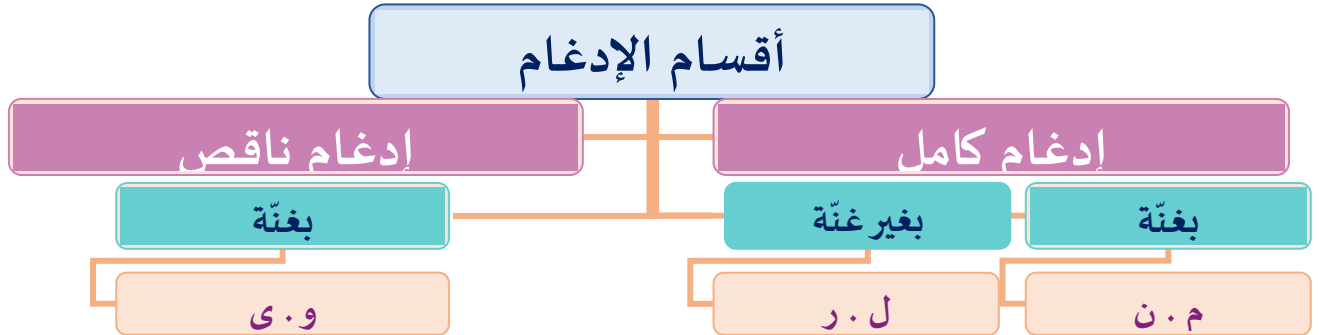 أقسام الإدغام
إدغام كامل
إدغام ناقص
بغنّة
بغير غنّة
بغنّة
م . ن
ل . ر
و . ى